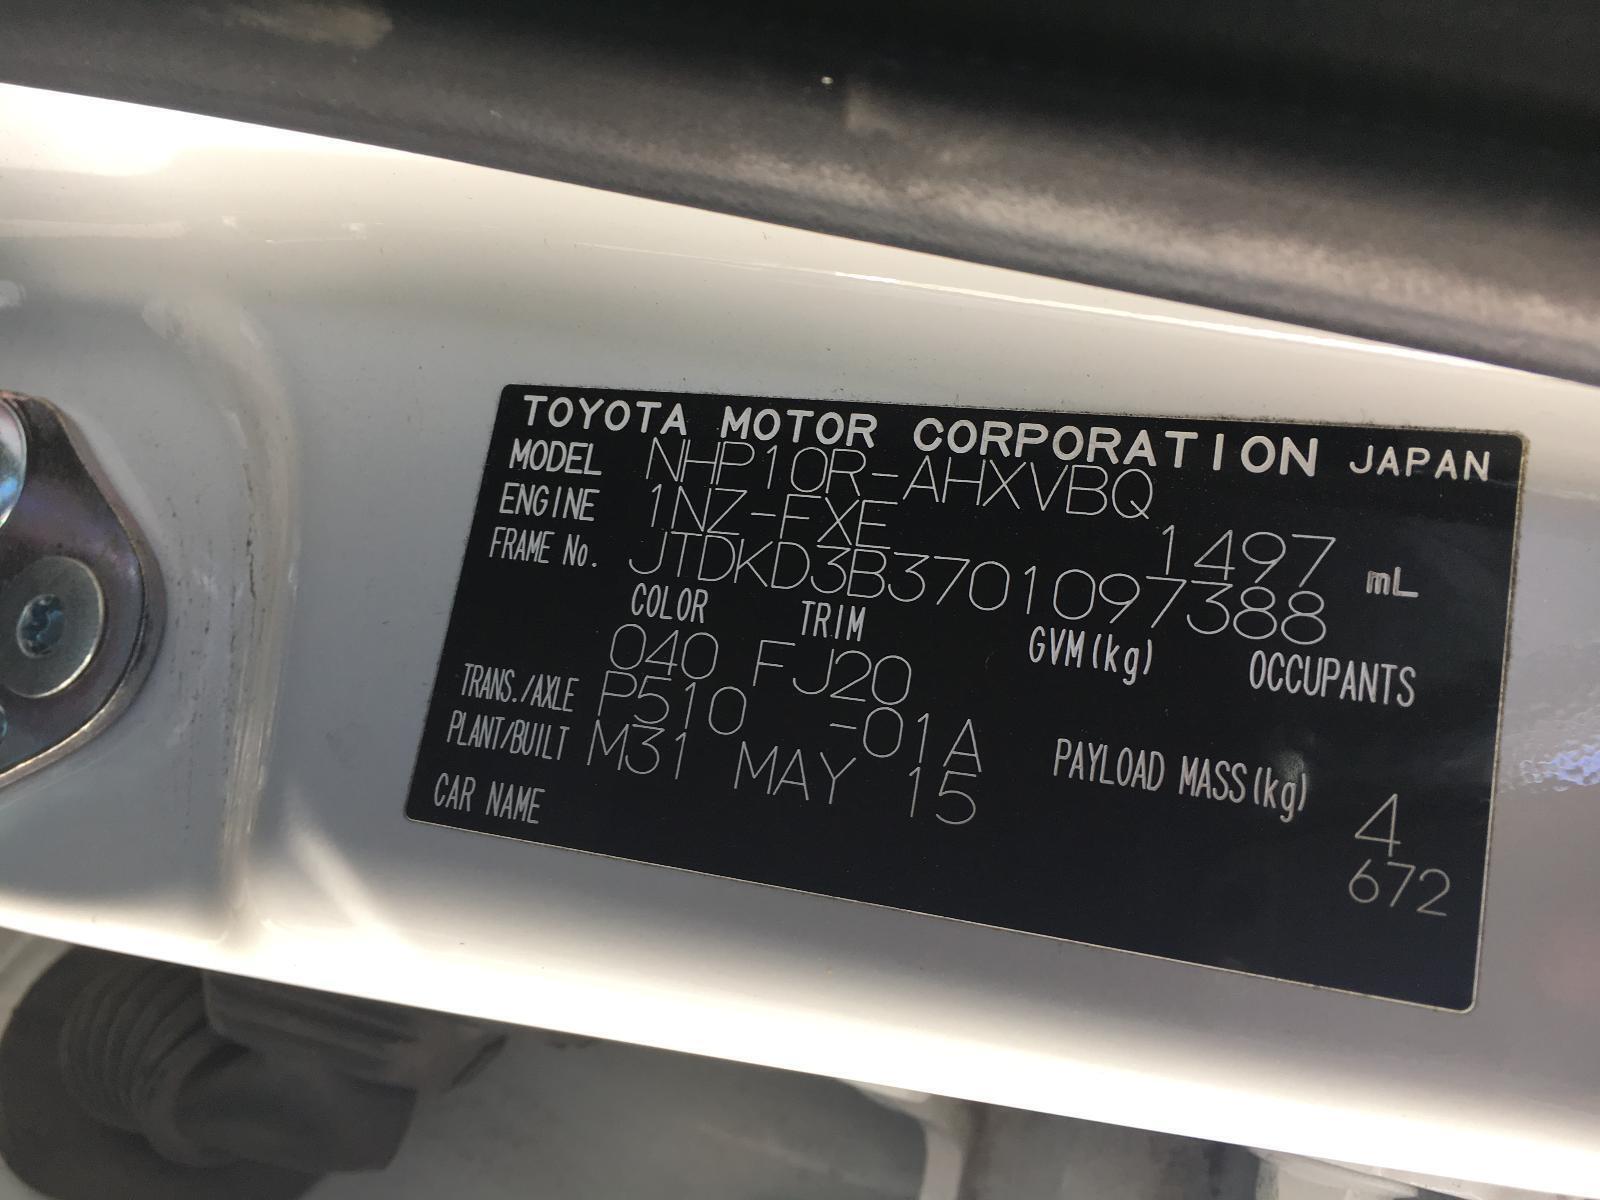 TOYOTA MOTOR CORPORATION JAPAN
MODEL NHP10R-AHXVBQ
ENGINE 1NZ-FXE 1497 mL
FRAME No. JTDKD3B3701097388
COLOR TRIM GVM(kg) OCCUPANTS
040 FJ20 4
TRANS./AXLE P510 -01A PAYLOAD MASS(kg) 672
PLANT/BUILT M31 MAY 15
CAR NAME